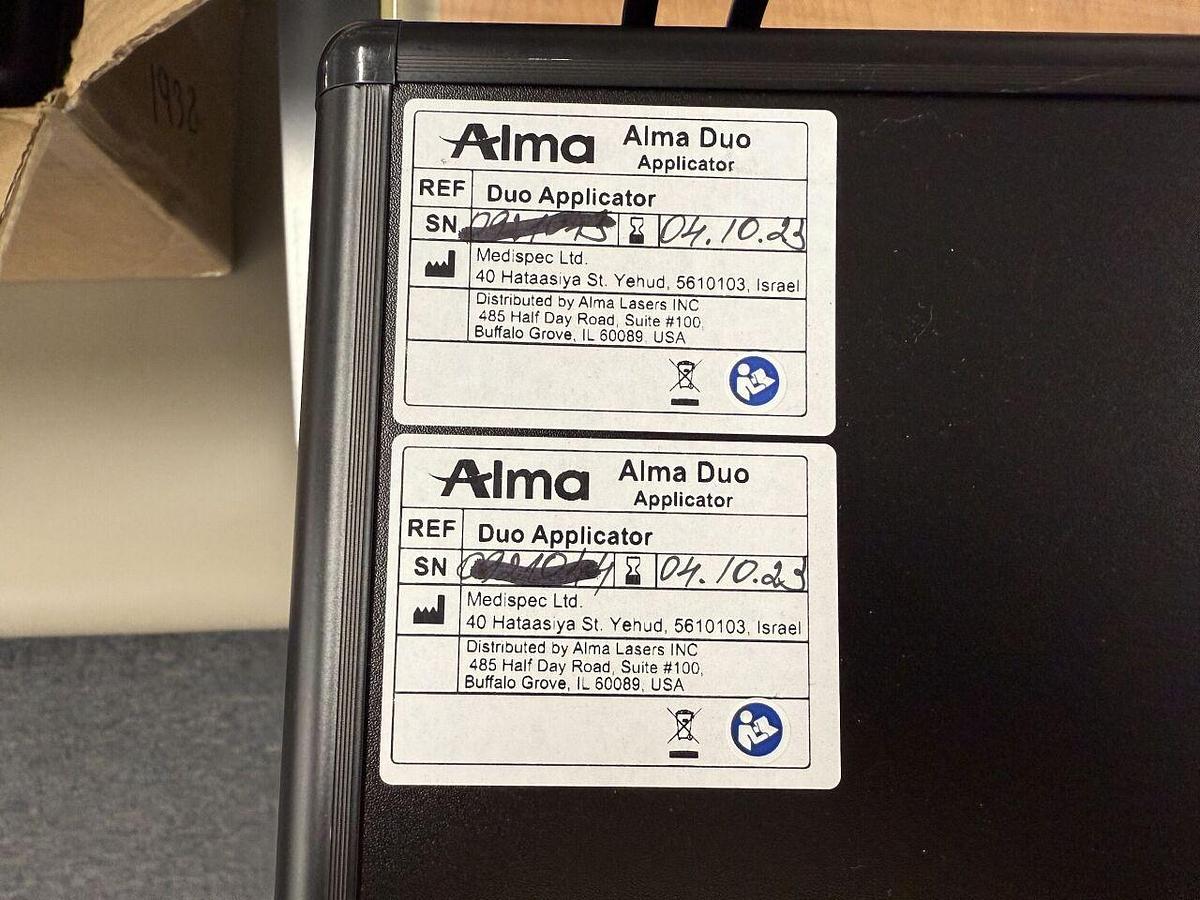 1932
Alma Alma Duo
Applicator
REF Duo Applicator
SN 04.10.23
Medispec Ltd.
40 Hataasiya St. Yehud, 5610103, Israel
Distributed by Alma Lasers INC
485 Half Day Road, Suite #100,
Buffalo Grove, IL 60089, USA
Alma Alma Duo
Applicator
REF Duo Applicator
SN 04.10.23
Medispec Ltd.
40 Hataasiya St. Yehud, 5610103, Israel
Distributed by Alma Lasers INC
485 Half Day Road, Suite #100,
Buffalo Grove, IL 60089, USA